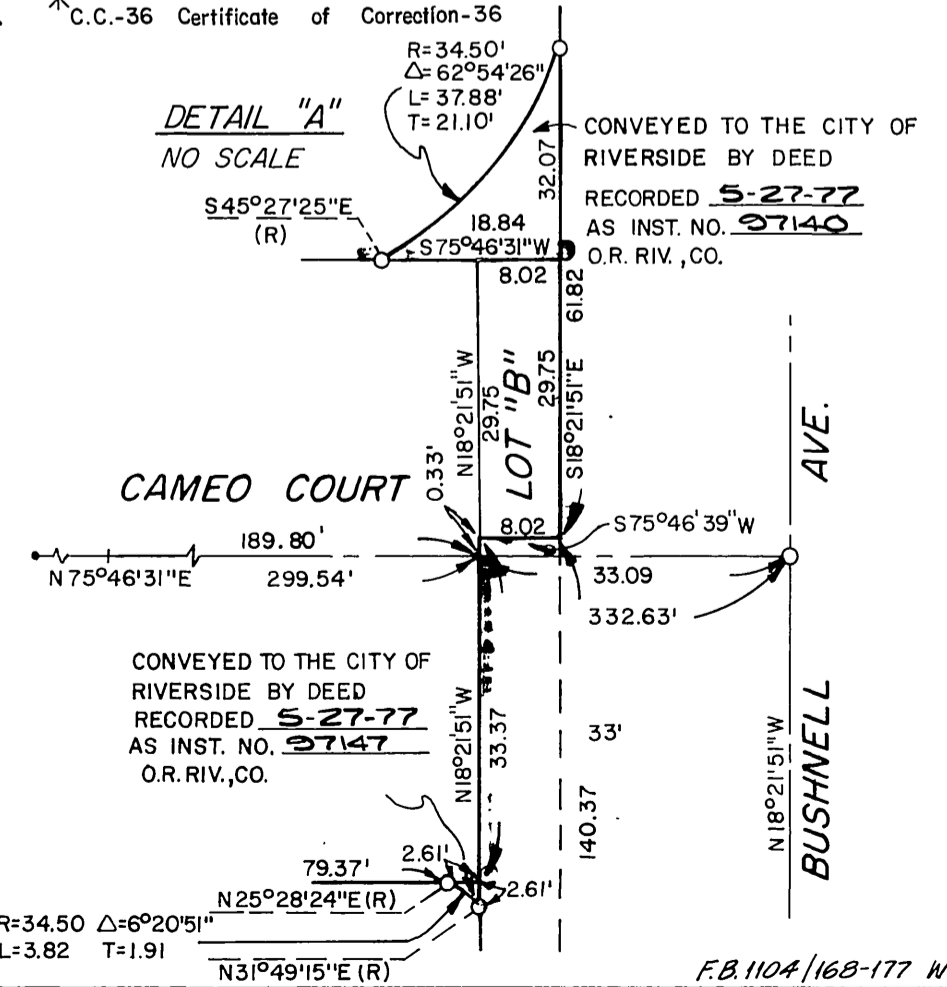 C.C.-36 Certificate of Correction-36
R=34.50'
Δ=62°54'26"
L=37.88'
T=21.10'
DETAIL "A"
NO SCALE
CONVEYED TO THE CITY OF
RIVERSIDE BY DEED
RECORDED 5-27-77
AS INST. NO. 97140
O.R. RIV., CO.
32.07
S45°27'25"E
(R)
18.84
S75°46'31"W
8.02
61.82
N18°21'51"W
29.75
LOT "B"
29.75
S18°21'51"E
AVE.
0.33'
CAMEO COURT
8.02
S75°46'39"W
189.80'
N75°46'31"E
299.54'
33.09
332.63'
CONVEYED TO THE CITY OF
RIVERSIDE BY DEED
RECORDED 5-27-77
AS INST. NO. 97147
O.R. RIV., CO.
N18°21'51"W
33.37
33'
140.37
N18°21'51"W
BUSHNELL
79.37'
2.61'
2.61'
N25°28'24"E(R)
R=34.50 Δ=6°20'51"
L=3.82 T=1.91
N31°49'15"E(R)
F.B. 1104/168-177 W